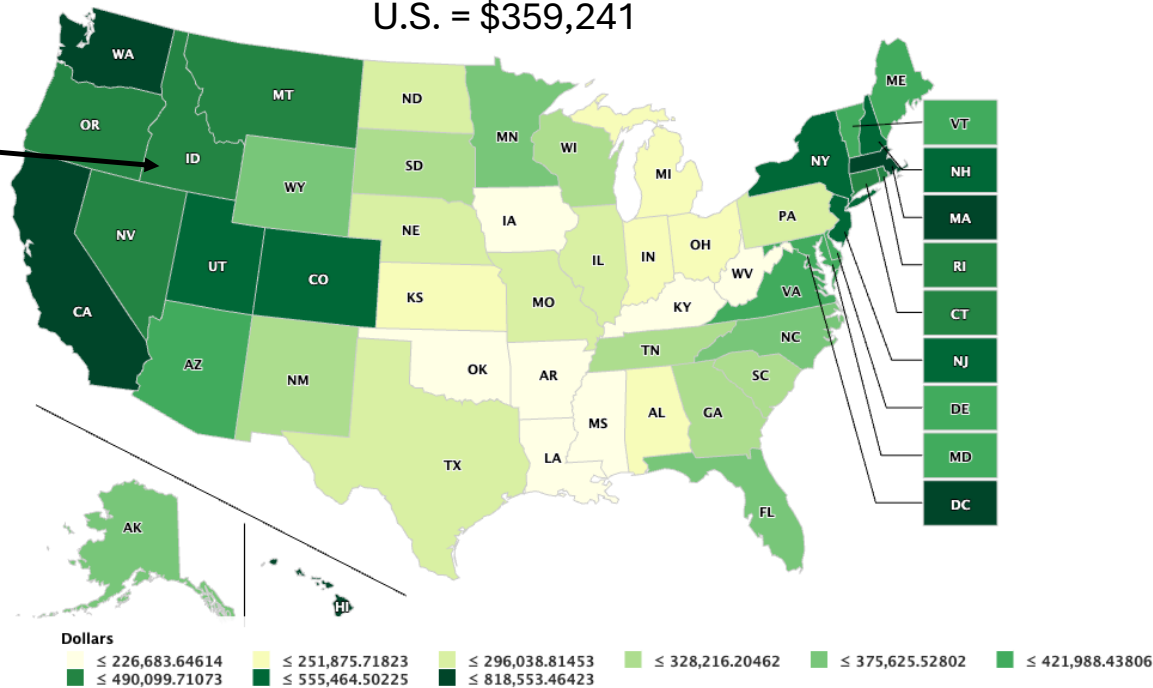 U.S. = $359,241
WA
ME
MT
ND
VT
OR
MN
WI
NY
ID
SD
NH
MI
WY
MA
PA
IA
NE
NV
OH
RI
IL
IN
UT
CO
WV
VA
KS
MO
KY
CA
CT
NC
TN
AZ
OK
NJ
NM
AR
SC
DE
AL
GA
MS
MD
LA
TX
DC
FL
AK
HI
Dollars
≤ 226,683.64614 ≤ 251,875.71823 ≤ 296,038.81453 ≤ 328,216.20462 ≤ 375,625.52802 ≤ 421,988.43806
≤ 490,099.71073 ≤ 555,464.50225 ≤ 818,553.46423